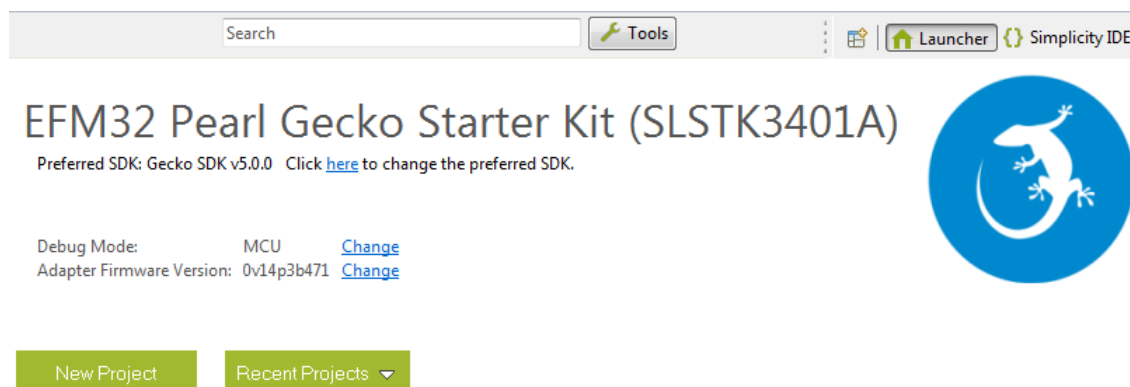 Search
Tools
Launcher
Simplicity IDE
EFM32 Pearl Gecko Starter Kit (SLSTK3401A)
Preferred SDK: Gecko SDK v5.0.0 Click here to change the preferred SDK.
Debug Mode: MCU Change
Adapter Firmware Version: 0v14p3b471 Change
New Project
Recent Projects